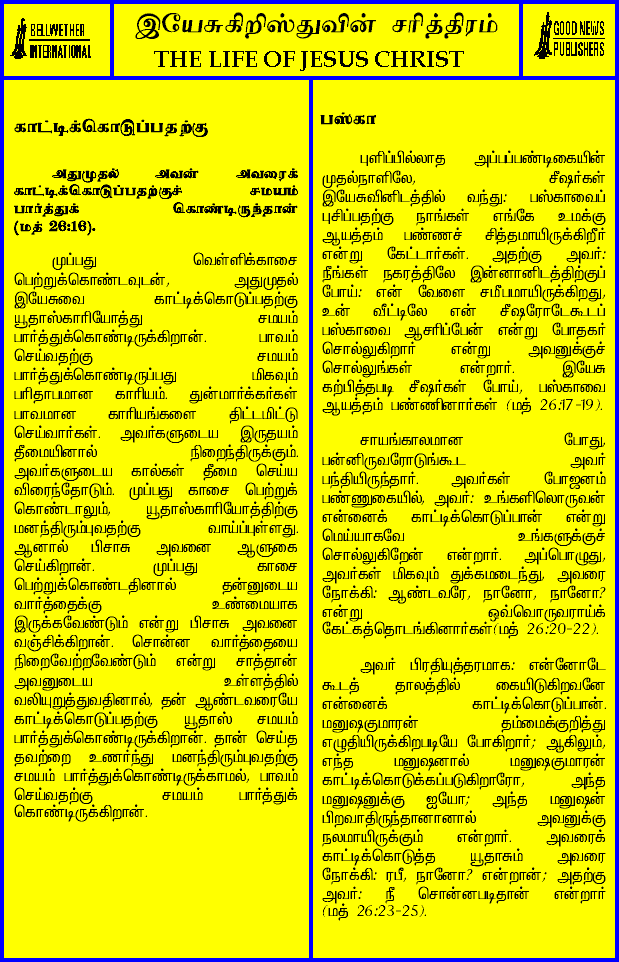 BELLWETHER
INTERNATIONAL
இயேசுகிறிஸ்துவின் சரித்திரம்
THE LIFE OF JESUS CHRIST
GOOD NEWS
PUBLISHERS
காட்டிக்கொடுப்பதற்கு
அதுமுதல் அவன் அவரைக்
காட்டிக்கொடுப்பதற்குச் சமயம்
பார்த்துக் கொண்டிருந்தான்
(மத் 26:16).
முப்பது வெள்ளிக்காசை
பெற்றுக்கொண்டவுடன், அதுமுதல்
இயேசுவை காட்டிக்கொடுப்பதற்கு
யூதாஸ்காரியோத்து சமயம்
பார்த்துக்கொண்டிருக்கிறான். பாவம்
செய்வதற்கு சமயம்
பார்த்துக்கொண்டிருப்பது மிகவும்
பரிதாபமான காரியம். துன்மார்க்கர்கள்
பாவமான காரியங்களை திட்டமிட்டு
செய்வார்கள். அவர்களுடைய இருதயம்
தீமையினால் நிறைந்திருக்கும்.
அவர்களுடைய கால்கள் தீமை செய்ய
விரைந்தோடும். முப்பது காசை பெற்றுக்
கொண்டாலும், யூதாஸ்காரியோத்திற்கு
மனந்திரும்புவதற்கு வாய்ப்புள்ளது.
ஆனால் பிசாசு அவனை ஆளுகை
செய்கிறான். முப்பது காசை
பெற்றுக்கொண்டதினால் தன்னுடைய
வார்த்தைக்கு உண்மையாக
இருக்கவேண்டும் என்று பிசாசு அவனை
வஞ்சிக்கிறான். சொன்ன வார்த்தையை
நிறைவேற்றவேண்டும் என்று சாத்தான்
அவனுடைய உள்ளத்தில்
வலியுறுத்துவதினால், தன் ஆண்டவரையே
காட்டிக்கொடுப்பதற்கு யூதாஸ் சமயம்
பார்த்துக்கொண்டிருக்கிறான். தான் செய்த
தவற்றை உணர்ந்து மனந்திரும்புவதற்கு
சமயம் பார்த்துக்கொண்டிருக்காமல், பாவம்
செய்வதற்கு சமயம் பார்த்துக்
கொண்டிருக்கிறான்.
பஸ்கா
புளிப்பில்லாத அப்பப்பண்டிகையின்
முதல்நாளிலே, சீஷர்கள்
இயேசுவினிடத்தில் வந்து: பஸ்காவைப்
புசிப்பதற்கு நாங்கள் எங்கே உமக்கு
ஆயத்தம் பண்ணச் சித்தமாயிருக்கிறீர்
என்று கேட்டார்கள். அதற்கு அவர்:
நீங்கள் நகரத்திலே இன்னானிடத்திற்குப்
போய்: என் வேளை சமீபமாயிருக்கிறது,
உன் வீட்டிலே என் சீஷரோடேகூடப்
பஸ்காவை ஆசரிப்பேன் என்று போதகர்
சொல்லுகிறார் என்று அவனுக்குச்
சொல்லுங்கள் என்றார். இயேசு
கற்பித்தபடி சீஷர்கள் போய், பஸ்காவை
ஆயத்தம் பண்ணினார்கள் (மத் 26:17-19).
சாயங்காலமான போது,
பன்னிருவரோடுங்கூட அவர்
பந்தியிருந்தார். அவர்கள் போஜனம்
பண்ணுகையில், அவர்: உங்களிலொருவன்
என்னைக் காட்டிக்கொடுப்பான் என்று
மெய்யாகவே உங்களுக்குச்
சொல்லுகிறேன் என்றார். அப்பொழுது,
அவர்கள் மிகவும் துக்கமடைந்து, அவரை
நோக்கி: ஆண்டவரே, நானோ, நானோ?
என்று ஒவ்வொருவராய்க்
கேட்கத்தொடங்கினார்கள்(மத் 26:20-22).
அவர் பிரதியுத்தரமாக: என்னோடே
கூடத் தாலத்தில் கையிடுகிறவனே
என்னைக் காட்டிக்கொடுப்பான்.
மனுஷகுமாரன் தம்மைக்குறித்து
எழுதியிருக்கிறபடியே போகிறார்; ஆகிலும்,
எந்த மனுஷனால் மனுஷகுமாரன்
காட்டிக்கொடுக்கப்படுகிறாரோ, அந்த
மனுஷனுக்கு ஐயோ; அந்த மனுஷன்
பிறவாதிருந்தானானால் அவனுக்கு
நலமாயிருக்கும் என்றார். அவரைக்
காட்டிக்கொடுத்த யூதாசும் அவரை
நோக்கி: ரபீ, நானோ? என்றான்; அதற்கு
அவர்: நீ சொன்னபடிதான் என்றார்
(மத் 26:23-25).